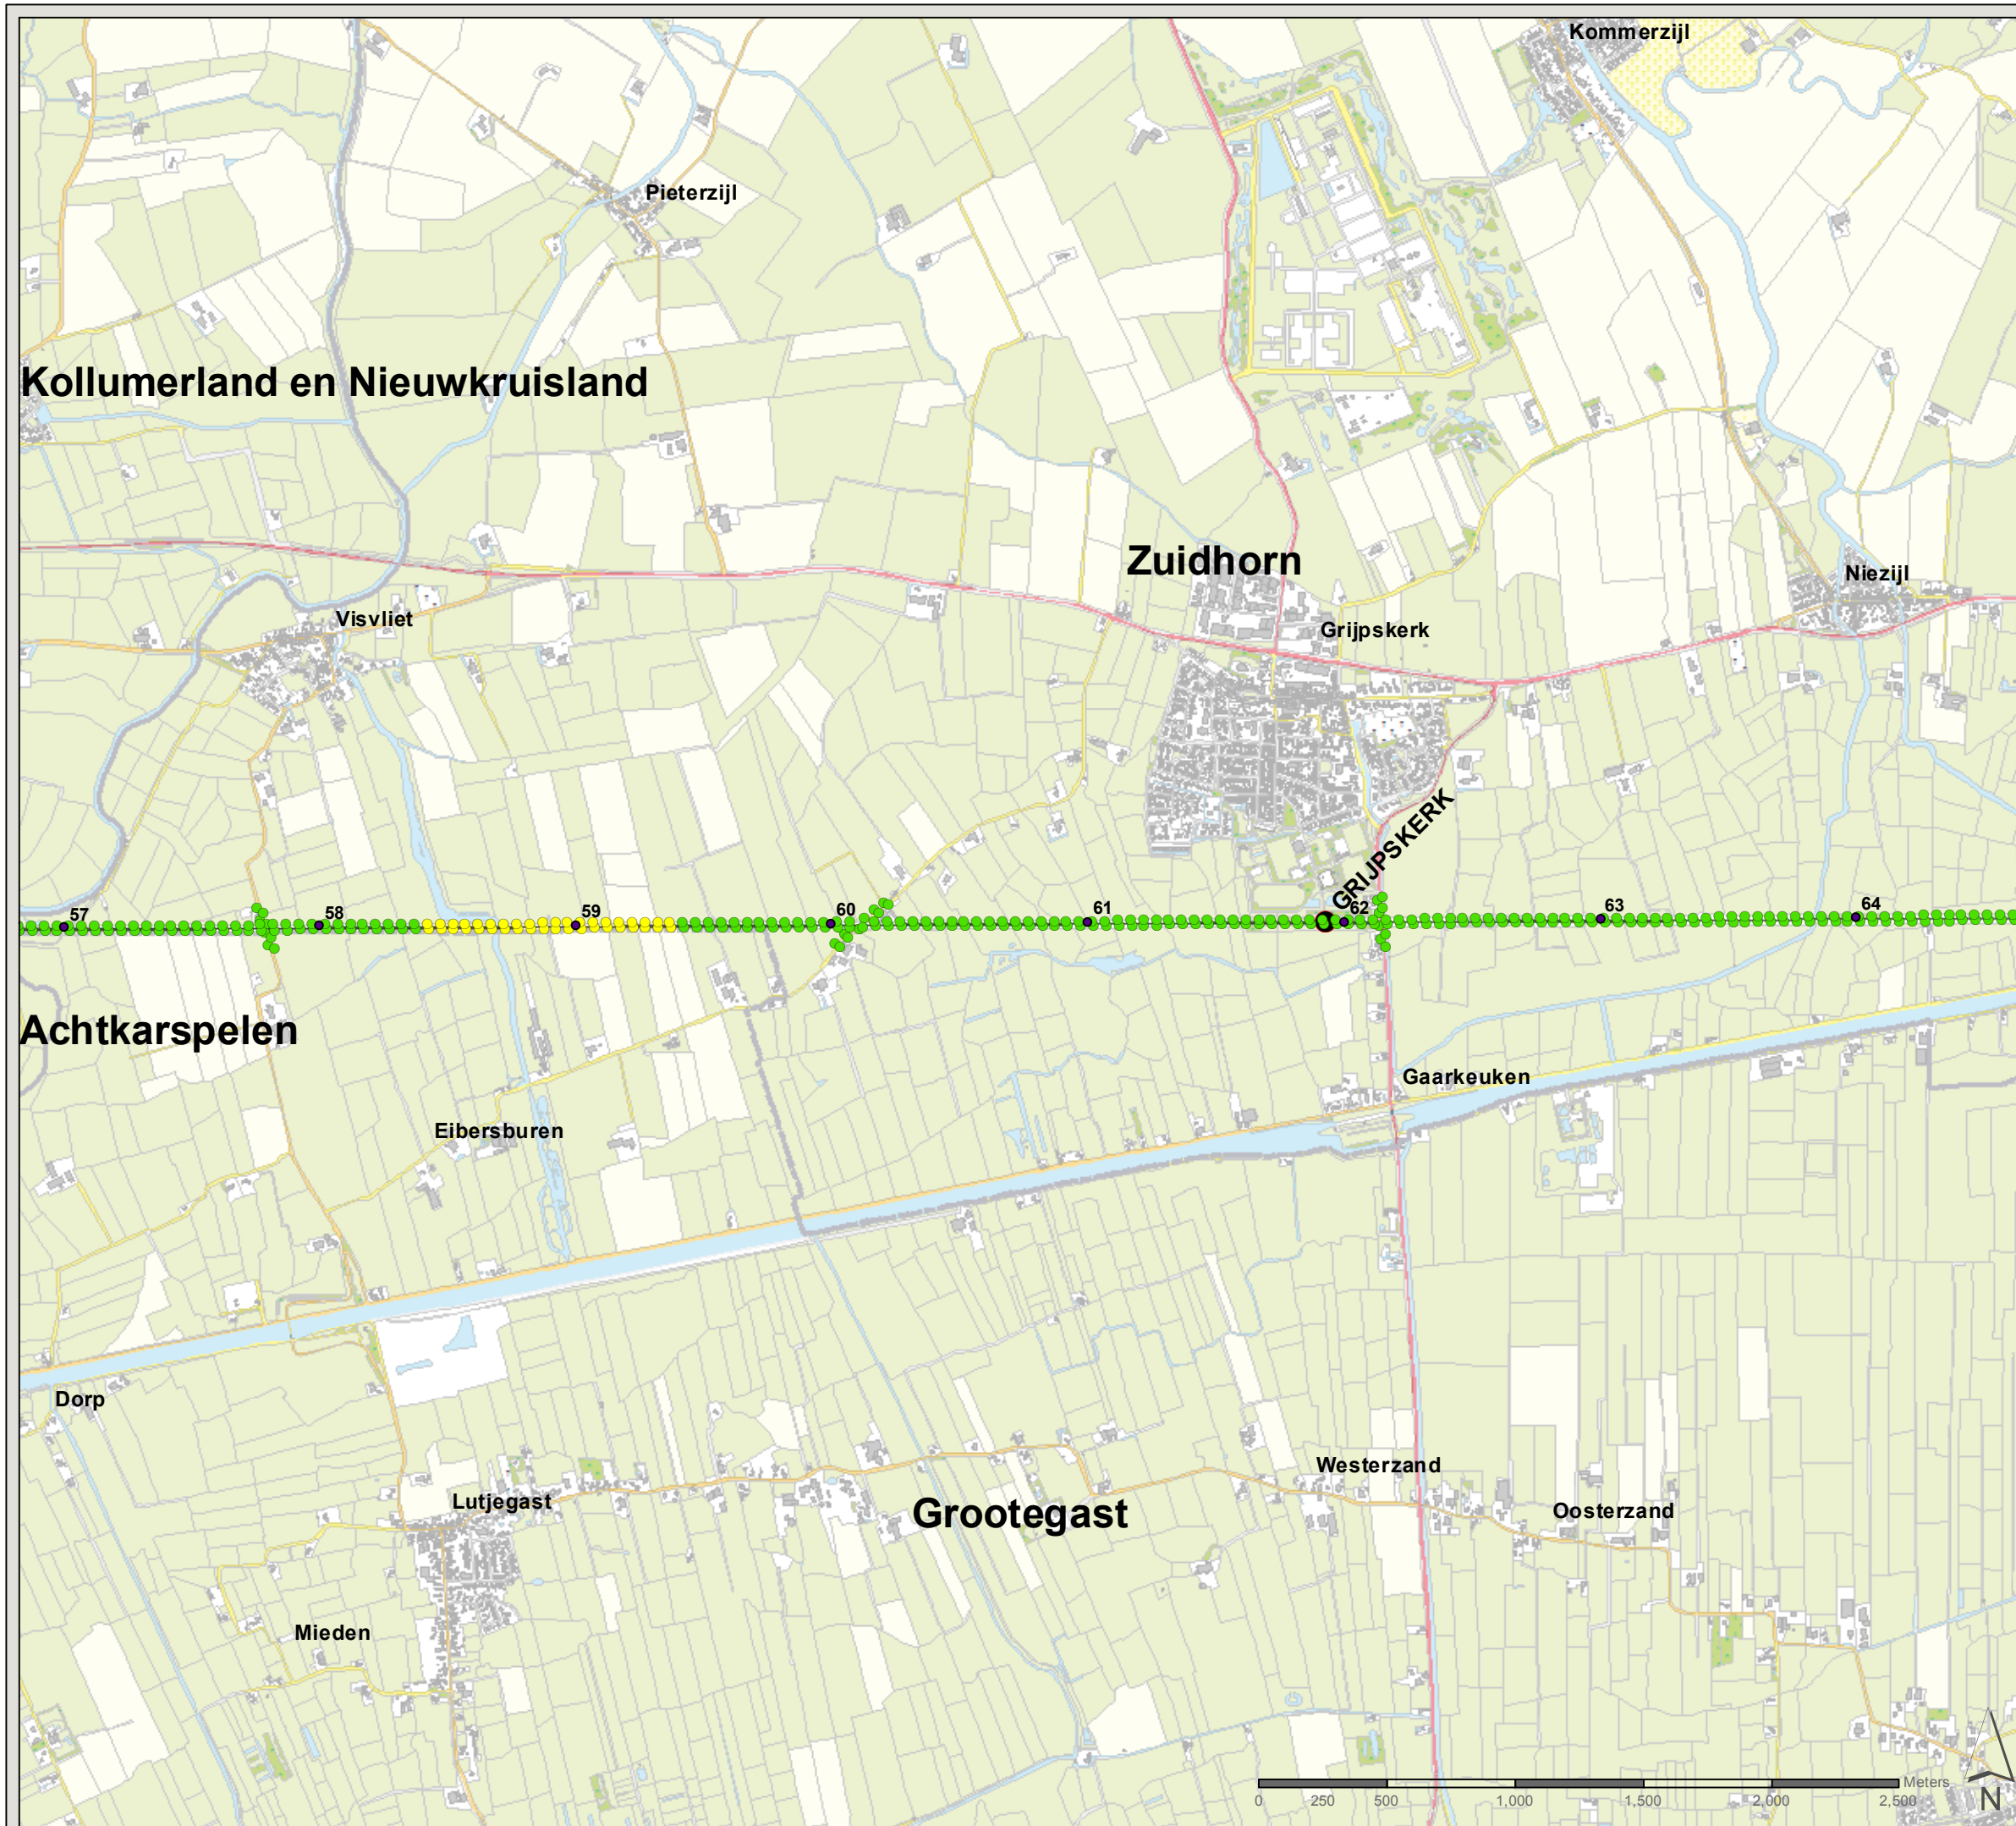 Kommerzijl
Pieterzijl
Kollumerland en Nieuwkruisland
Zuidhorn
Niezijl
Visvliet
Grijpskerk
GRIJPSKERK
57
58
59
60
61
62
63
64
Achtkarspelen
Gaarkeuken
Eibersburen
Dorp
Westerzand
Lutjegast
Grootegast
Oosterzand
Mieden
Meters
0 250 500 1,000 1,500 2,000 2,500
N